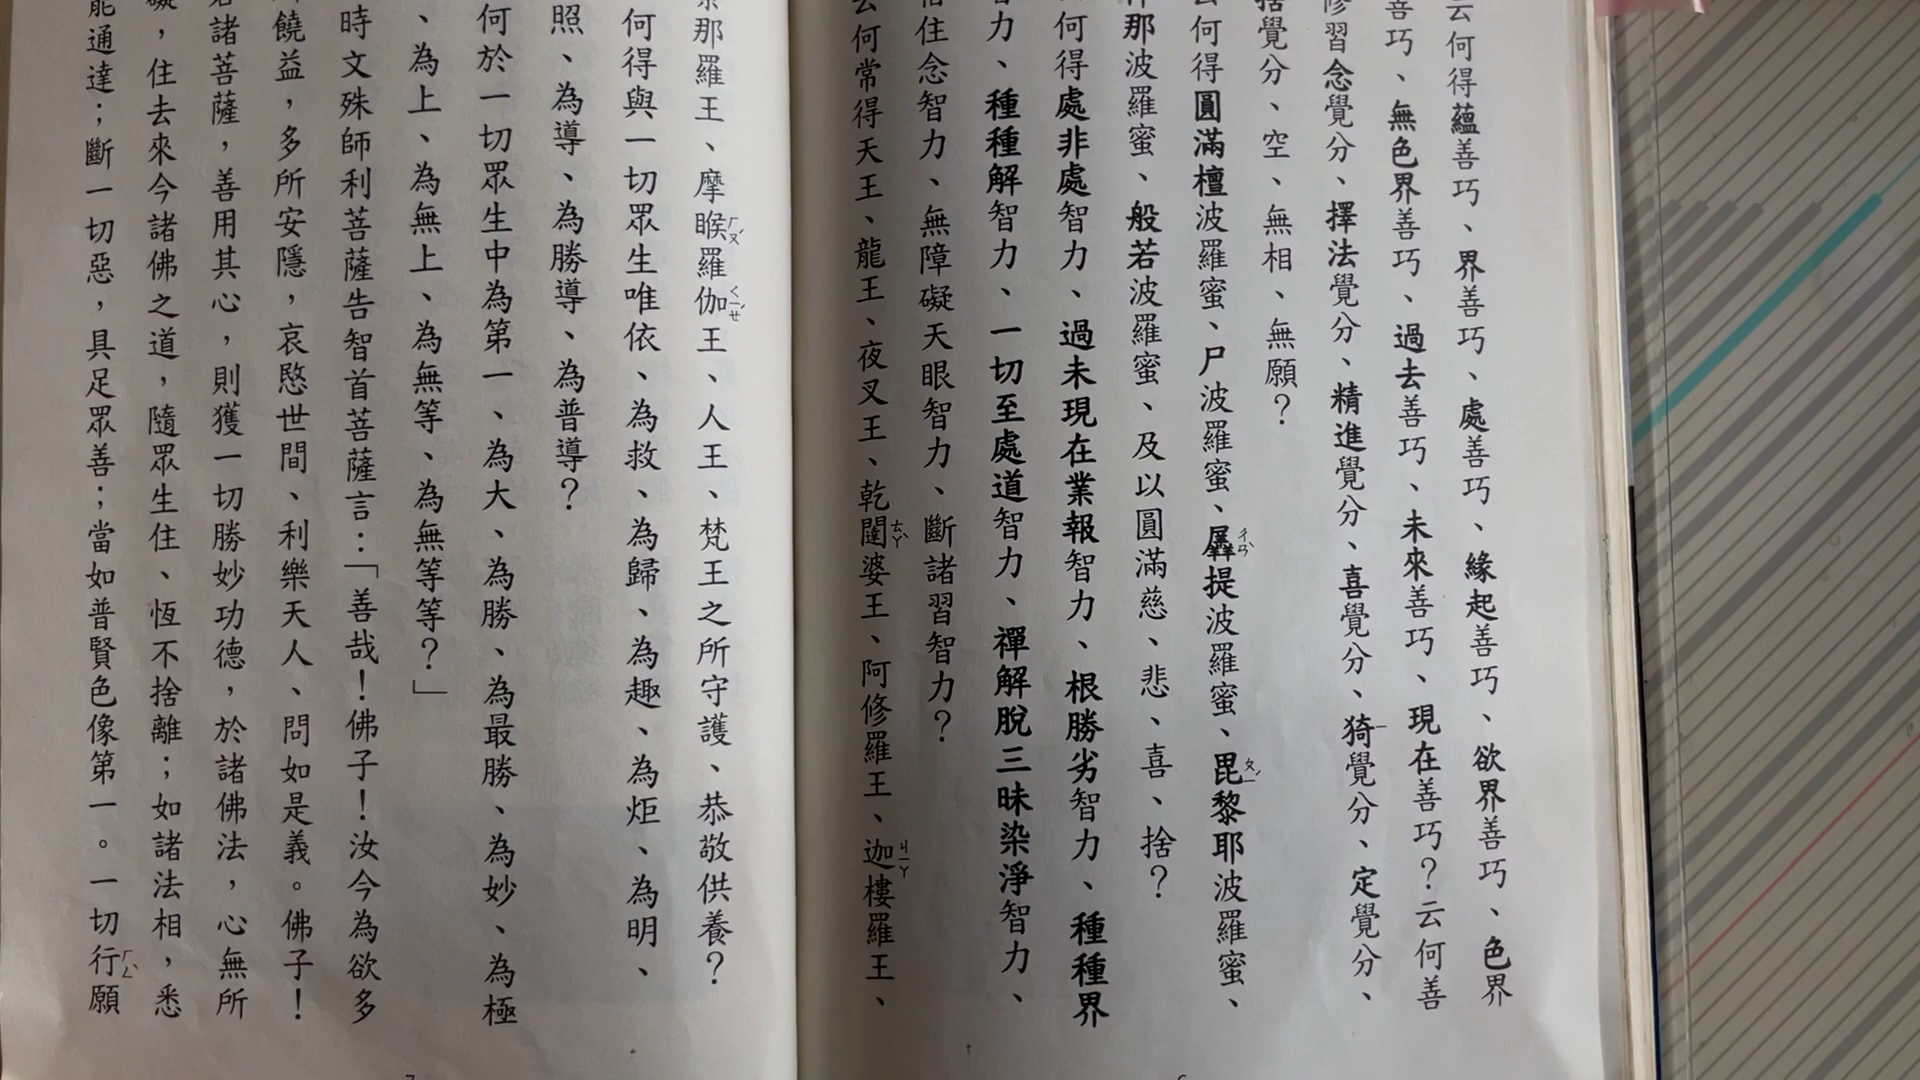 云何得蘊善巧、界善巧、處善巧、緣起善巧、欲界善巧、色界
善巧、無色界善巧、過去善巧、未來善巧、現在善巧？云何善
修習念覺分、擇法覺分、精進覺分、喜覺分、猗覺分、定覺分、
捨覺分、空、無相、無願？
云何得圓滿檀波羅蜜、尸波羅蜜、羼提波羅蜜、毘黎耶波羅蜜、
那波羅蜜、般若波羅蜜、及以圓滿慈、悲、喜、捨？
何得處非處智力、過未現在業報智力、根勝劣智力、種種界
智力、種種解智力、一切至處道智力、禪解脫三昧染淨智力、
住念智力、無障礙天眼智力、斷諸習智力？
云何常得天王、龍王、夜叉王、乾闥婆王、阿修羅王、迦樓羅王、
那羅王、摩睺羅伽王、人王、梵王之所守護、恭敬供養？
何得與一切眾生唯依、為救、為歸、為趣、為炬、為明、
照、為導、為勝導、為普導？
何於一切眾生中為第一、為大、為勝、為最勝、為妙、為極
、為上、為無上、為無等、為無等等？」
時文殊師利菩薩告智首菩薩言：「善哉！佛子！汝今為欲多
饒益，多所安隱，哀愍世間、利樂天人、問如是義。佛子！
諸菩薩，善用其心，則獲一切勝妙功德，於諸佛法，心無所
礙，住去來今諸佛之道，隨眾生住、恆不捨離；如諸法相，悉
能通達；斷一切惡，具足眾善；當如普賢色像第一。一切行願